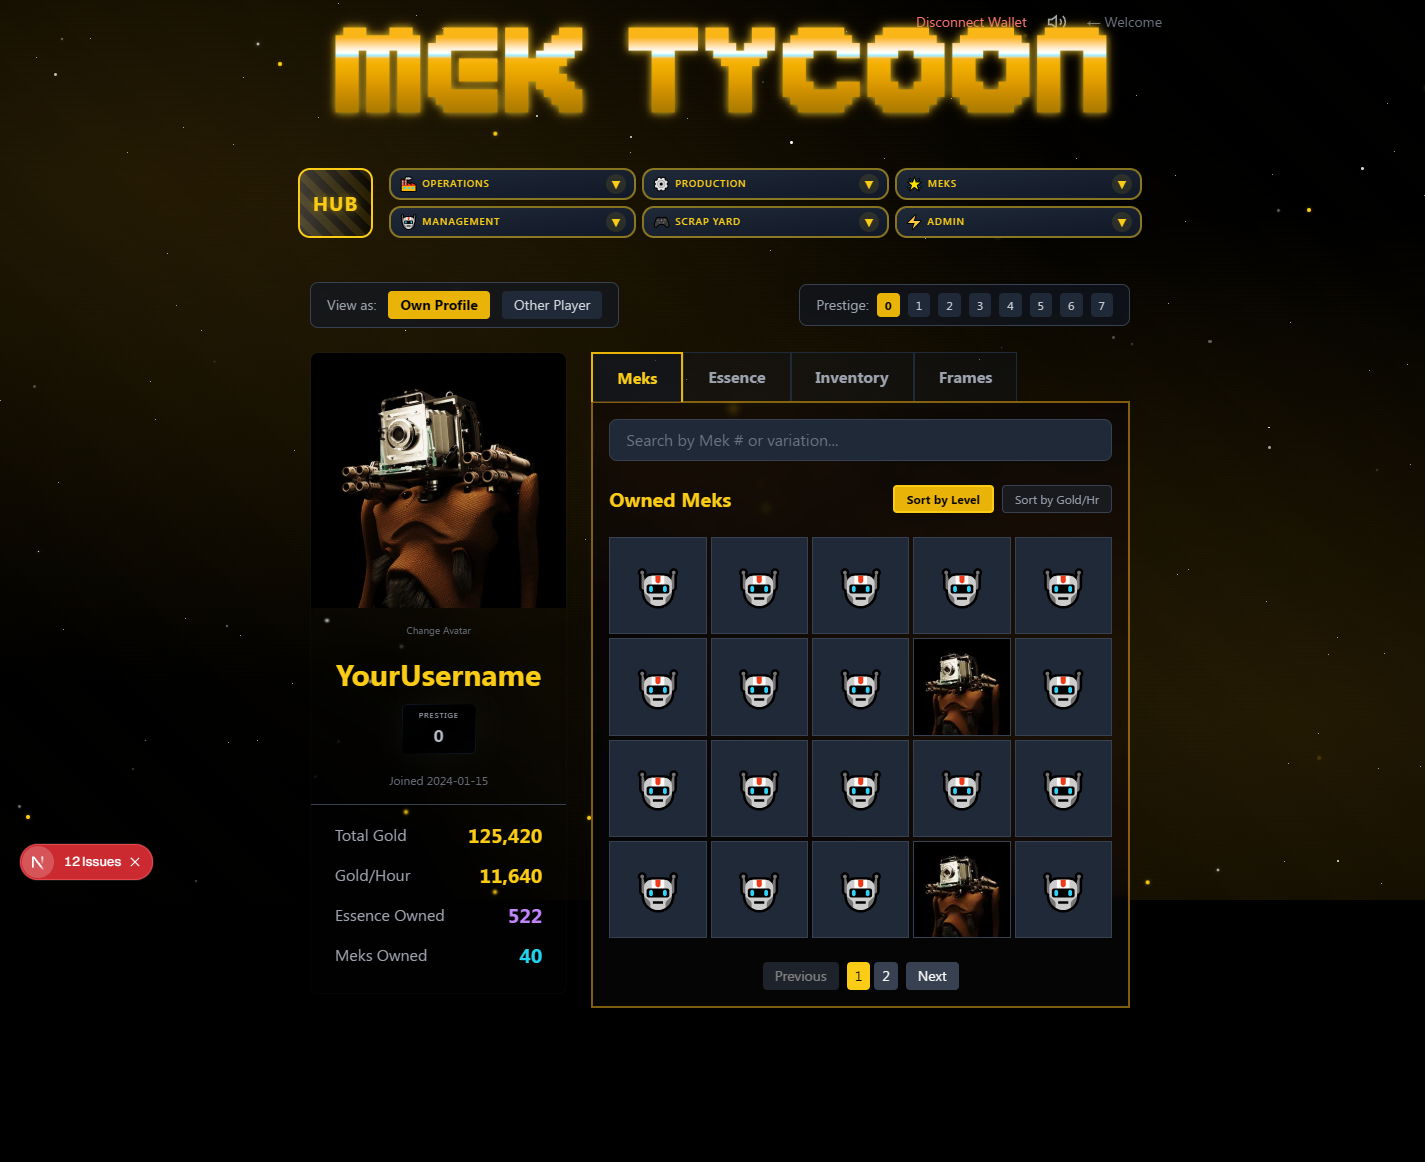 Disconnect Wallet
← Welcome
MEK TYCOON
HUB
OPERATIONS ▼
PRODUCTION ▼
MEKS ▼
MANAGEMENT ▼
SCRAP YARD ▼
ADMIN ▼
View as: Own Profile Other Player
Prestige: 0 1 2 3 4 5 6 7
Change Avatar
YourUsername
PRESTIGE
0
Joined 2024-01-15
Total Gold 125,420
Gold/Hour 11,640
Essence Owned 522
Meks Owned 40
Meks Essence Inventory Frames
Search by Mek # or variation...
Owned Meks
Sort by Level Sort by Gold/Hr
Previous 1 2 Next
N 12 Issues ×